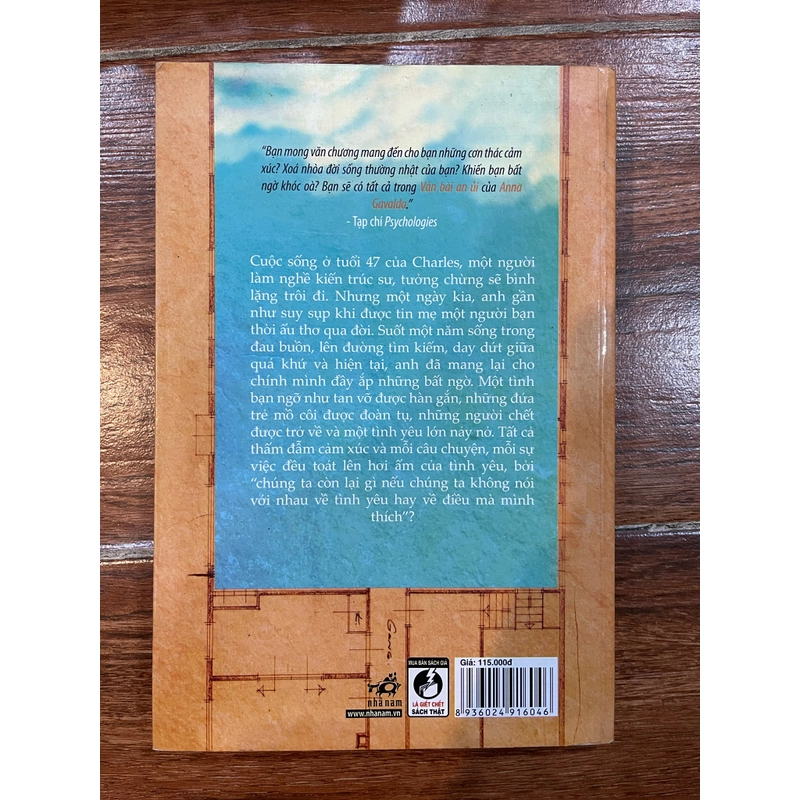 “Bạn mong văn chương mang đến cho bạn những cơn thác cảm
xúc? Xoá nhòa đời sống thường nhật của bạn? Khiến bạn bất
ngờ khóc oà? Bạn sẽ có tất cả trong Ván bài an ủi của Anna
Gavalda.”
- Tạp chí Psychologies
Cuộc sống ở tuổi 47 của Charles, một người
làm nghề kiến trúc sư, tưởng chừng sẽ bình
lặng trôi đi. Nhưng một ngày kia, anh gần
như suy sụp khi được tin mẹ một người bạn
thời ấu thơ qua đời. Suốt một năm sống trong
đau buồn, lên đường tìm kiếm, day dứt giữa
quá khứ và hiện tại, anh đã mang lại cho
chính mình đầy ắp những bất ngờ. Một tình
bạn ngỡ như tan vỡ được hàn gắn, những đứa
trẻ mồ côi được đoàn tụ, những người chết
được trở về và một tình yêu lớn nảy nở. Tất cả
thấm đẫm cảm xúc và mỗi câu chuyện, mỗi sự
việc đều toát lên hơi ấm của tình yêu, bởi
“chúng ta còn lại gì nếu chúng ta không nói
với nhau về tình yêu hay về điều mà mình
thích”?
nhã nam
www.nhanam.vn
MUA BÁN SÁCH GIẢ
LÀ GIẾT CHẾT
SÁCH THẬT
Giá: 115.000đ
8 936024 916046